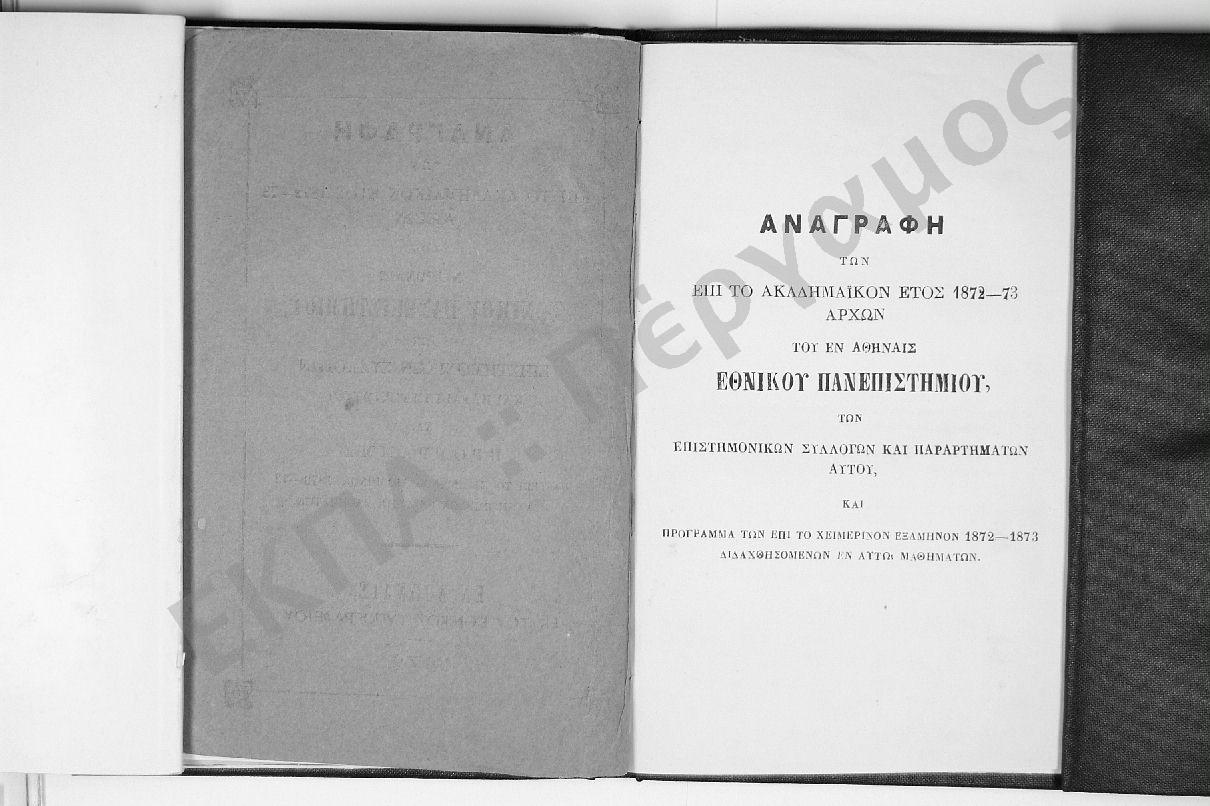 ΑΝΑΓΡΑΦΗ
ΤΩΝ
ΕΠΙ ΤΟ ΑΚΑΔΗΜΑΪΚΟΝ ΕΤΟΣ 1872—73
ΑΡΧΩΝ
ΤΟΥ ΕΝ ΑΘΗΝΑΙΣ
ΕΘΝΙΚΟΥ ΠΑΝΕΠΙΣΤΗΜΙΟΥ,
ΤΩΝ
ΕΠΙΣΤΗΜΟΝΙΚΩΝ ΣΥΛΛΟΓΩΝ ΚΑΙ ΠΑΡΑΡΤΗΜΑΤΩΝ
ΑΥΤΟΥ,
ΚΑΙ
ΠΡΟΓΡΑΜΜΑ ΤΩΝ ΕΠΙ ΤΟ ΧΕΙΜΕΡΙΝΟΝ ΕΞΑΜΗΝΟΝ 1872—1873
ΔΙΔΑΧΘΗΣΟΜΕΝΩΝ ΕΝ ΑΥΤΩι ΜΑΘΗΜΑΤΩΝ.
ΕΚΠΑ :: Πέργαμος